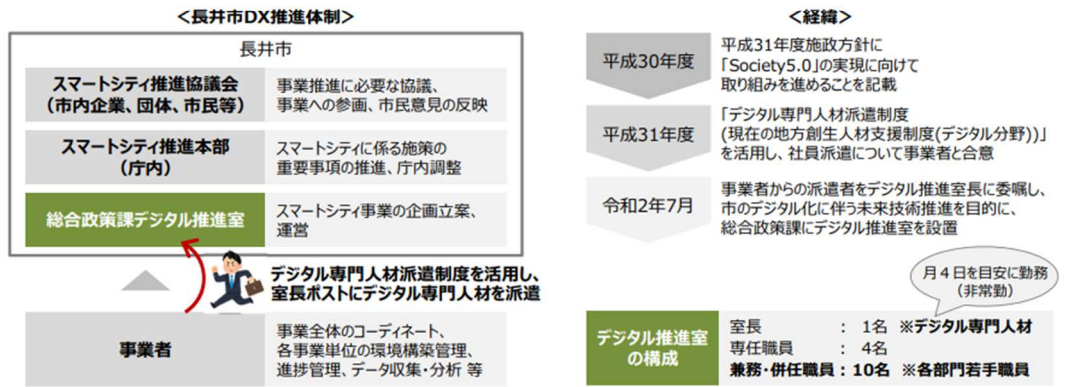 <長井市DX推進体制>
長井市
スマートシティ推進協議会
(市内企業、団体、市民等)
事業推進に必要な協議、
事業への参画、市民意見の反映
スマートシティ推進本部
(庁内)
スマートシティに係る施策の
重要事項の推進、庁内調整
総合政策課デジタル推進室
スマートシティ事業の企画立案、
運営
デジタル専門人材派遣制度を活用し、
室長ポストにデジタル専門人材を派遣
事業者
事業全体のコーディネート、
各事業単位の環境構築管理、
進捗管理、データ収集・分析 等
<経緯>
平成30年度
平成31年度施政方針に
「Society5.0」の実現に向けて
取り組みを進めることを記載
平成31年度
「デジタル専門人材派遣制度
(現在の地方創生人材支援制度(デジタル分野))」
を活用し、社員派遣について事業者と合意
令和2年7月
事業者からの派遣者をデジタル推進室長に委嘱し、
市のデジタル化に伴う未来技術推進を目的に、
総合政策課にデジタル推進室を設置
月4日を目安に勤務
(非常勤)
デジタル推進室
の構成
室長 : 1名 ※デジタル専門人材
専任職員 : 4名
兼務・併任職員 : 10名 ※各部門若手職員